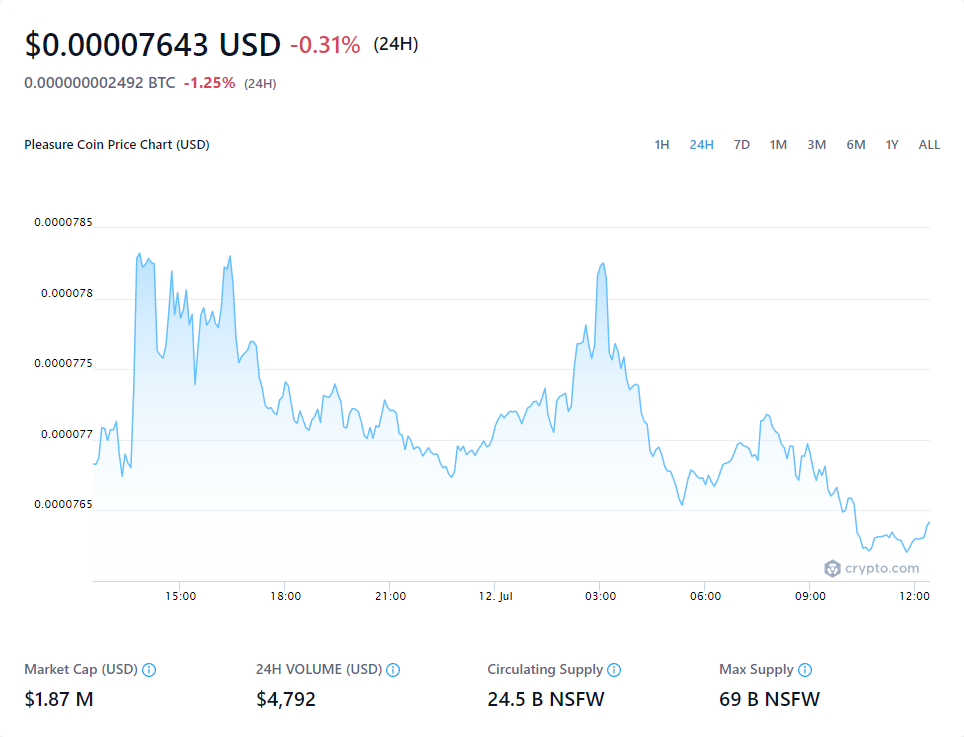 $0.00007643 USD -0.31% (24H)
0.000000002492 BTC -1.25% (24H)
Pleasure Coin Price Chart (USD) 1H 24H 7D 1M 3M 6M 1Y ALL
0.0000785
0.000078
0.0000775
0.000077
0.0000765
crypto.com
15:00 18:00 21:00 12. Jul 03:00 06:00 09:00 12:00
Market Cap (USD) 24H VOLUME (USD) Circulating Supply Max Supply
$1.87 M $4,792 24.5 B NSFW 69 B NSFW